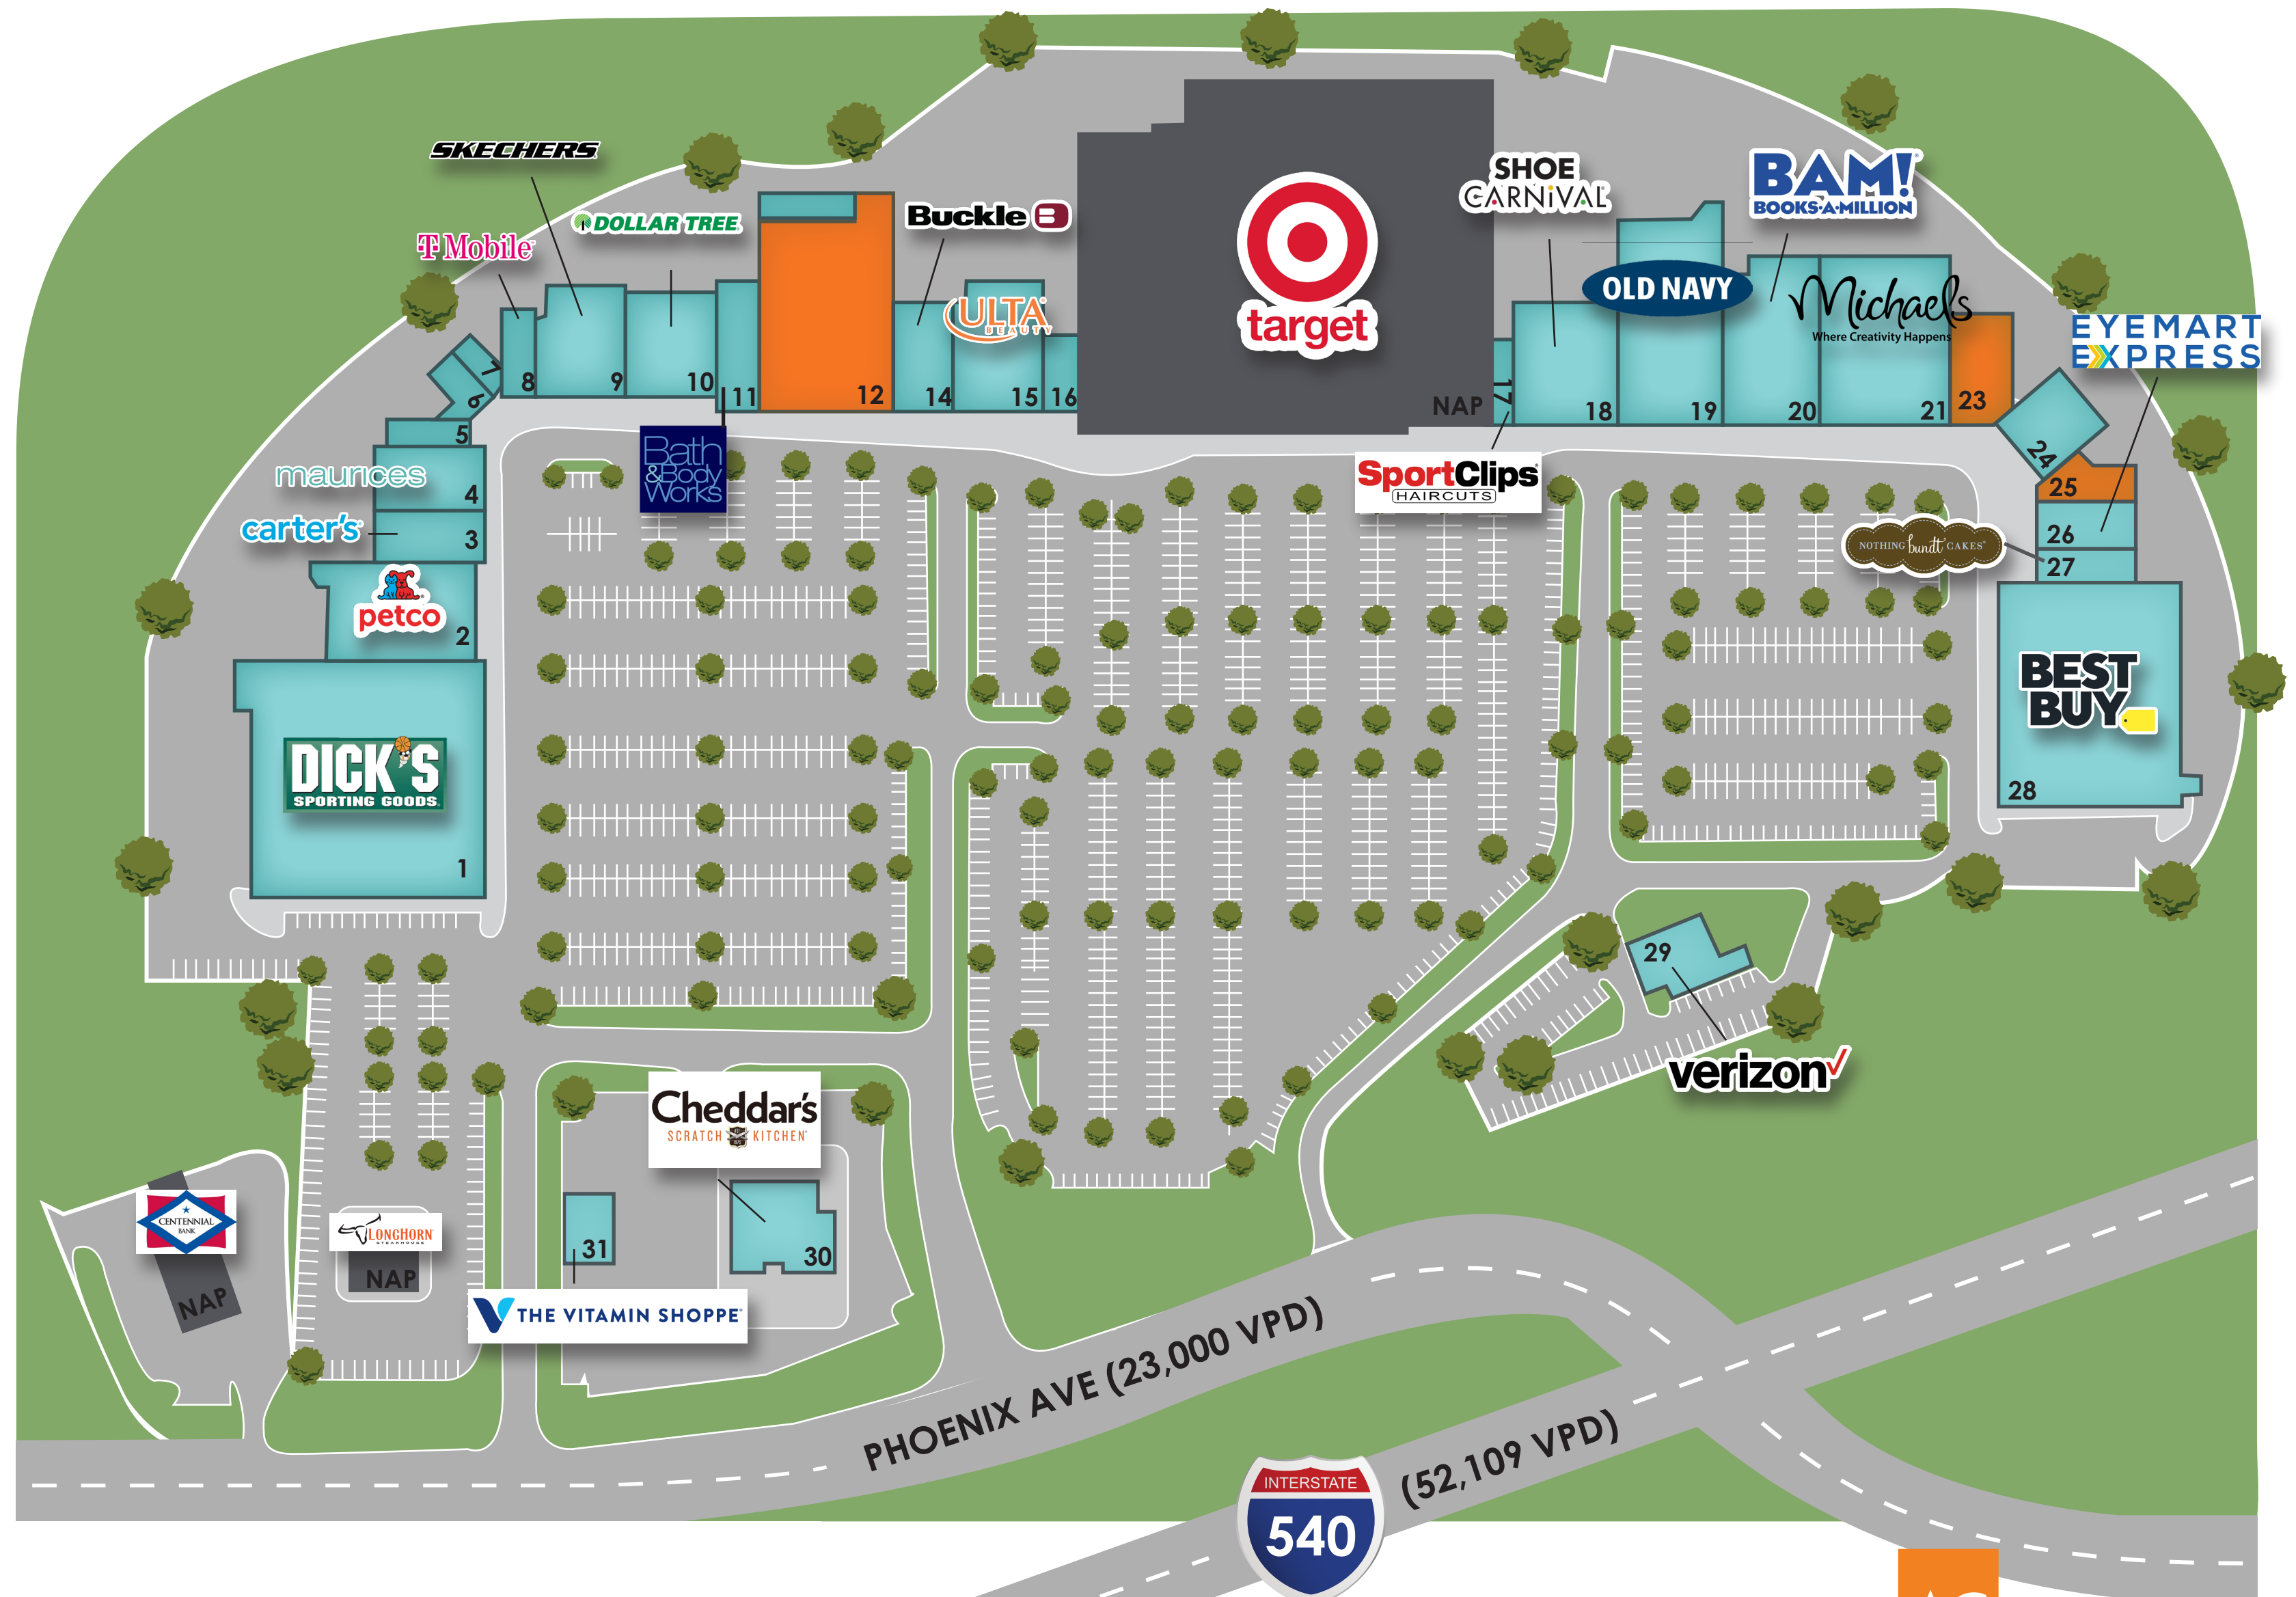 SKECHERS
DOLLAR TREE
T Mobile
Buckle B
ULTA
BEAUTY
target
SHOE
CARNIVAL
OLD NAVY
BAM!
BOOKS·A·MILLION
Michaels
Where Creativity Happens
EYEMART
EXPRESS
8
9
10
11
12
14
15
16
NAP
17
18
19
20
21
23
7
6
5
maurices
4
carter's
3
petco
2
DICK'S
SPORTING GOODS
1
Bath
&Body
Works
SportClips
HAIRCUTS
24
25
26
27
NOTHING bundt CAKES
BEST
BUY
28
29
verizon
Cheddar's
SCRATCH KITCHEN
30
31
THE VITAMIN SHOPPE
CENTENNIAL
BANK
NAP
LONGHORN
STEAKHOUSE
NAP
PHOENIX AVE (23,000 VPD)
(52,109 VPD)
INTERSTATE
540